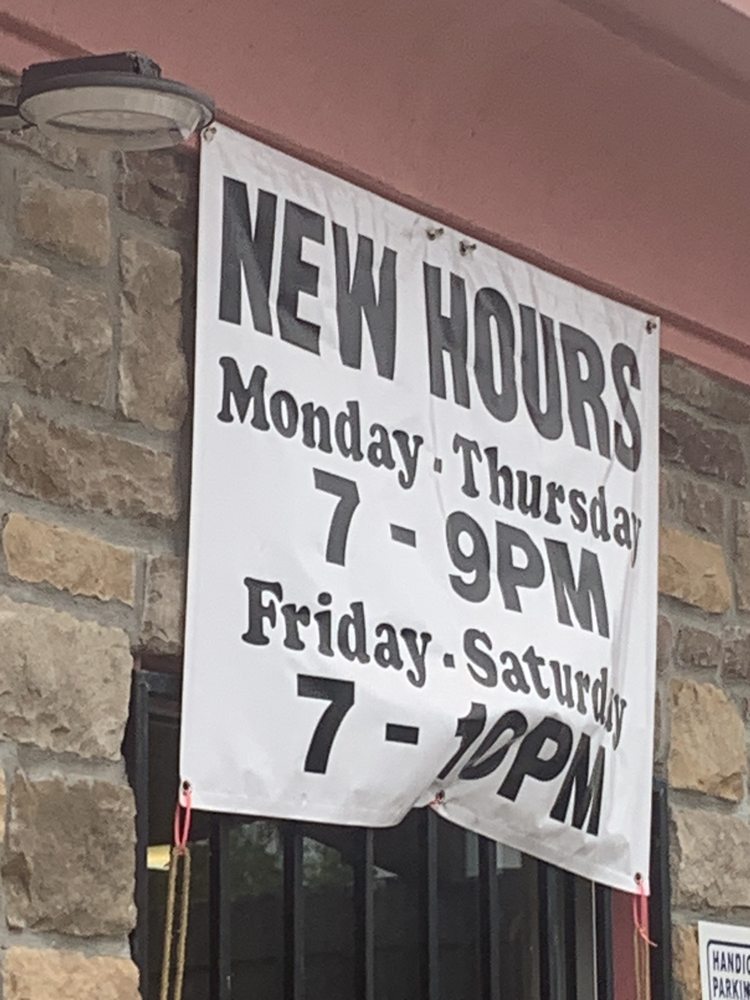 NEW HOURS
Monday - Thursday
7 - 9PM
Friday - Saturday
7 - 10PM